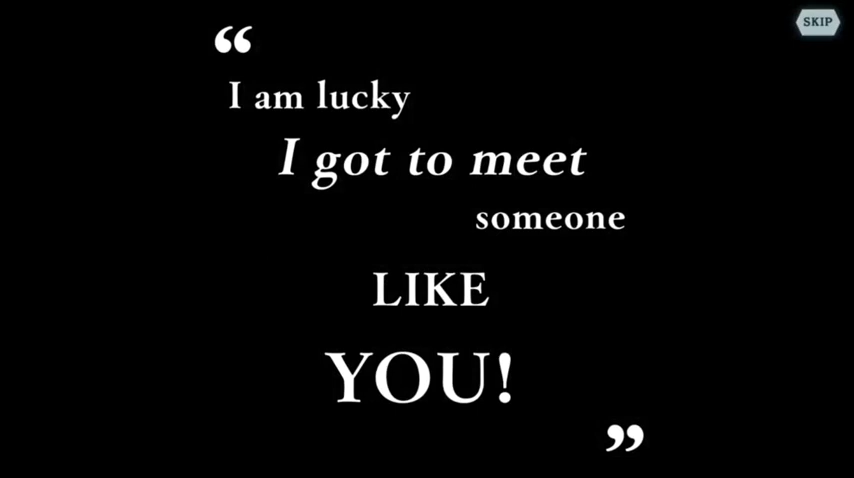 SKIP
“
I am lucky
I got to meet
someone
LIKE
YOU!
”